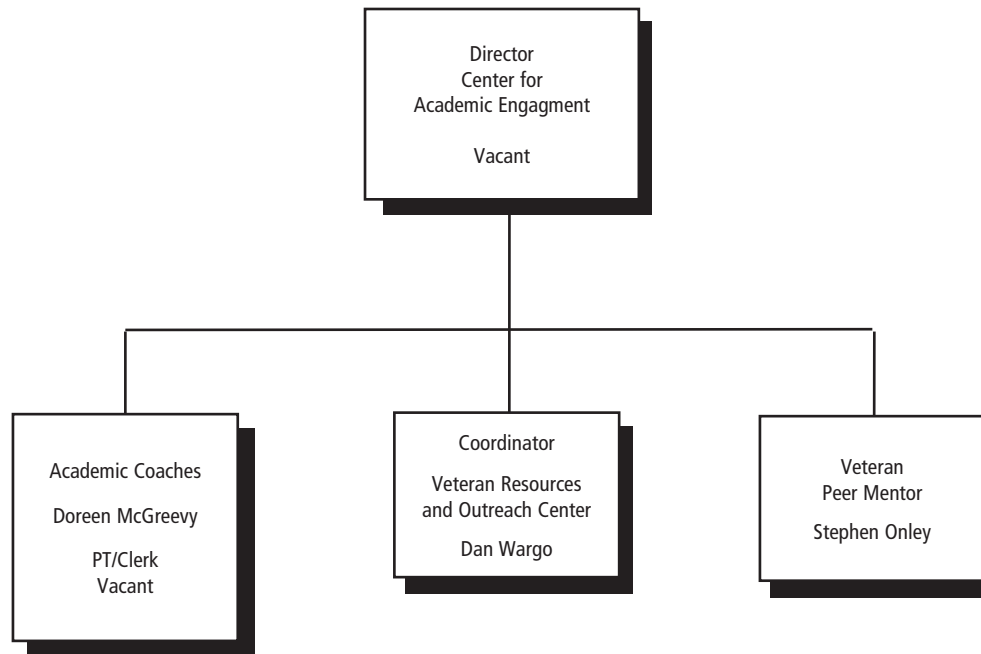 Director
Center for
Academic Engagment
Vacant
Academic Coaches
Doreen McGreevy
PT/Clerk
Vacant
Coordinator
Veteran Resources
and Outreach Center
Dan Wargo
Veteran
Peer Mentor
Stephen Onley